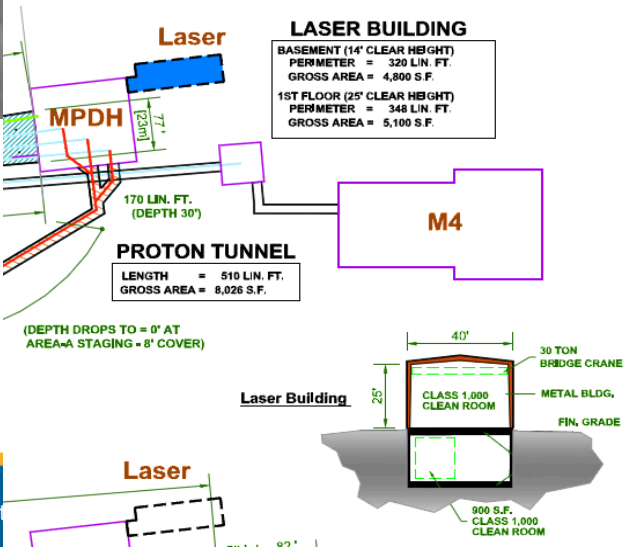 Laser
LASER BUILDING
BASEMENT (14' CLEAR HEIGHT)
PERIMETER = 320 LIN. FT.
GROSS AREA = 4,800 S.F.
1ST FLOOR (25' CLEAR HEIGHT)
PERIMETER = 348 LIN. FT.
GROSS AREA = 5,100 S.F.
MPDH
77'
[23m]
170 LIN. FT.
(DEPTH 30')
M4
PROTON TUNNEL
LENGTH = 510 LIN. FT.
GROSS AREA = 8,026 S.F.
(DEPTH DROPS TO = 0' AT
AREA-A STAGING - 8' COVER)
40'
30 TON
BRIDGE CRANE
25'
Laser Building
CLASS 1,000
CLEAN ROOM
METAL BLDG.
FIN. GRADE
Laser
900 S.F.
CLASS 1,000
CLEAN ROOM
82'